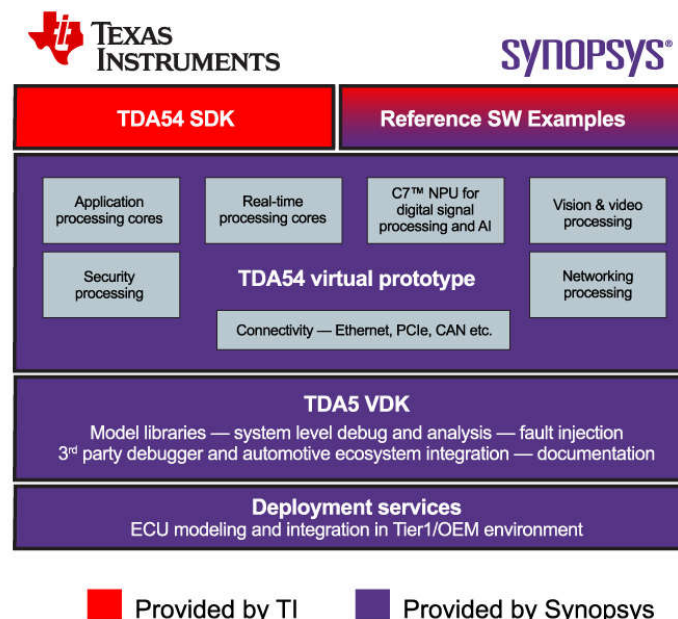 TEXAS
INSTRUMENTS
SYNOPSYS®
TDA54 SDK
Reference SW Examples
Application
processing cores
Real-time
processing cores
C7™ NPU for
digital signal
processing and AI
Vision & video
processing
Security
processing
TDA54 virtual prototype
Networking
processing
Connectivity — Ethernet, PCIe, CAN etc.
TDA5 VDK
Model libraries — system level debug and analysis — fault injection
3rd party debugger and automotive ecosystem integration — documentation
Deployment services
ECU modeling and integration in Tier1/OEM environment
Provided by TI
Provided by Synopsys